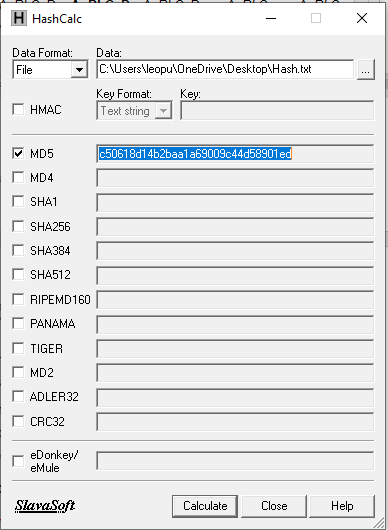 HashCalc
Data Format: Data:
File C:\Users\leopu\OneDrive\Desktop\Hash.txt ...
Key Format: Key:
HMAC Text string
MD5 c50618d14b2baa1a69009c44d58901ed
MD4
SHA1
SHA256
SHA384
SHA512
RIPEMD160
PANAMA
TIGER
MD2
ADLER32
CRC32
eDonkey/
eMule
SlavaSoft Calculate Close Help